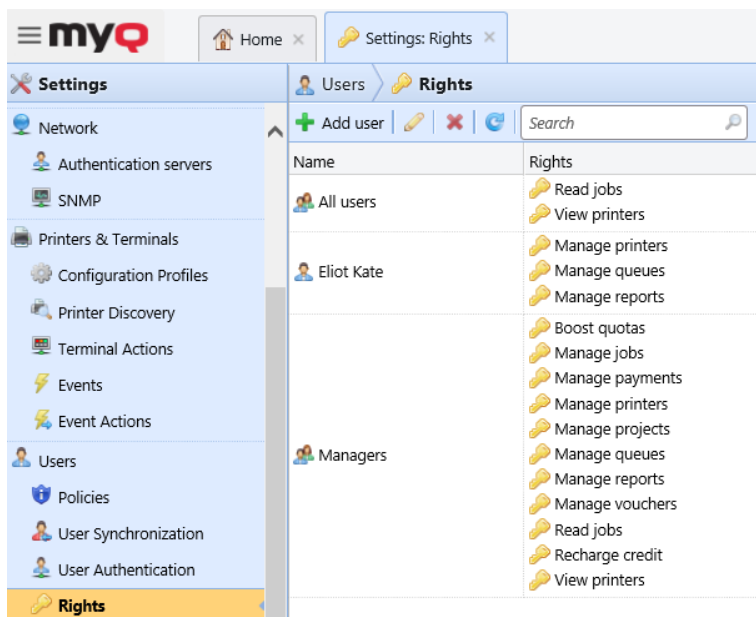 myQ
Home
Settings: Rights
Settings
Users
Rights
Network
Authentication servers
SNMP
Printers & Terminals
Configuration Profiles
Printer Discovery
Terminal Actions
Events
Event Actions
Users
Policies
User Synchronization
User Authentication
Rights
Add user
Search
Name
Rights
All users
Read jobs
View printers
Eliot Kate
Manage printers
Manage queues
Manage reports
Managers
Boost quotas
Manage jobs
Manage payments
Manage printers
Manage projects
Manage queues
Manage reports
Manage vouchers
Read jobs
Recharge credit
View printers